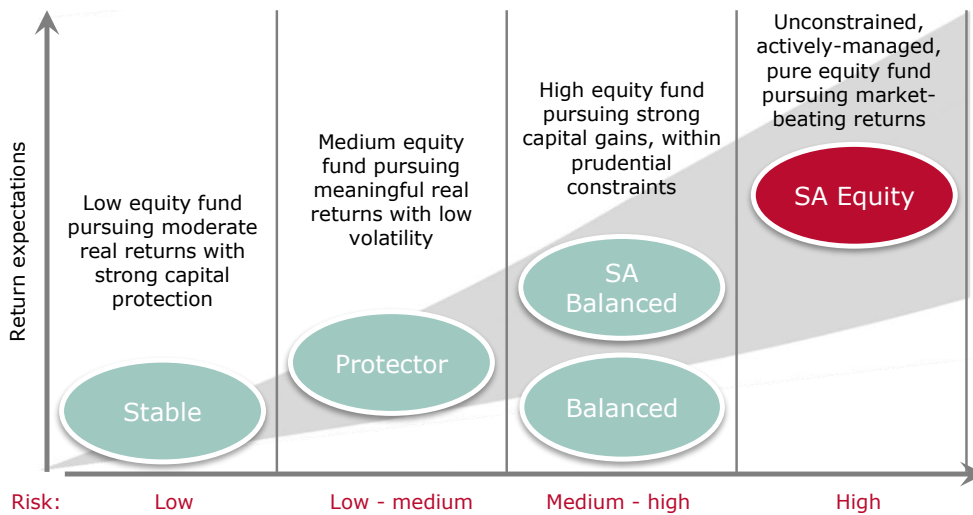 Return expectations
Low equity fund
pursuing moderate
real returns with
strong capital
protection
Stable
Medium equity
fund pursuing
meaningful real
returns with low
volatility
Protector
High equity fund
pursuing strong
capital gains, within
prudential
constraints
SA
Balanced
Balanced
Unconstrained,
actively-managed,
pure equity fund
pursuing market-
beating returns
SA Equity
Risk:
Low
Low - medium
Medium - high
High